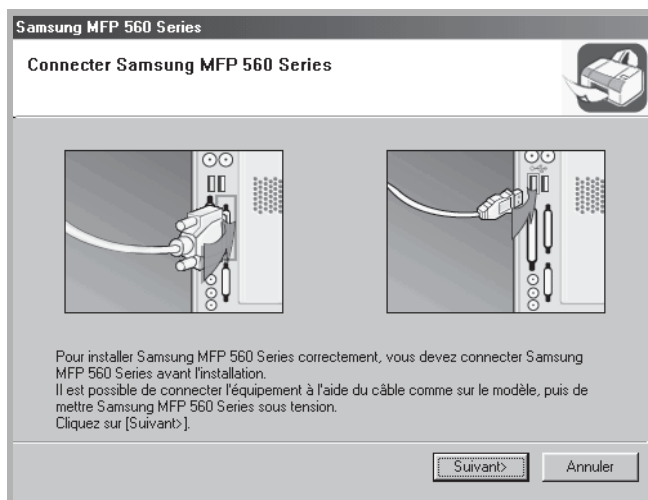 Samsung MFP 560 Series
Connecter Samsung MFP 560 Series
Pour installer Samsung MFP 560 Series correctement, vous devez connecter Samsung
MFP 560 Series avant l'installation.
Il est possible de connecter l'équipement à l'aide du câble comme sur le modèle, puis de
mettre Samsung MFP 560 Series sous tension.
Cliquez sur [Suivant>].
Suivant>
Annuler